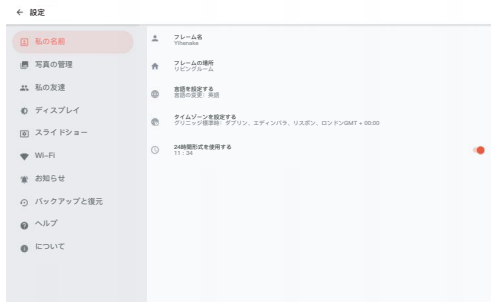 設定
私の名前
写真の管理
私の友達
ディスプレイ
スライドショー
Wi-Fi
お知らせ
バックアップと復元
ヘルプ
について
フレーム名
Yihenake
フレームの場所
リビングルーム
言語を設定する
言語の変更：英語
タイムゾーンを設定する
グリニッジ標準時：ダブリン、エディンバラ、リスボン、ロンドンGMT + 00:00
24時間形式を使用する
11：34